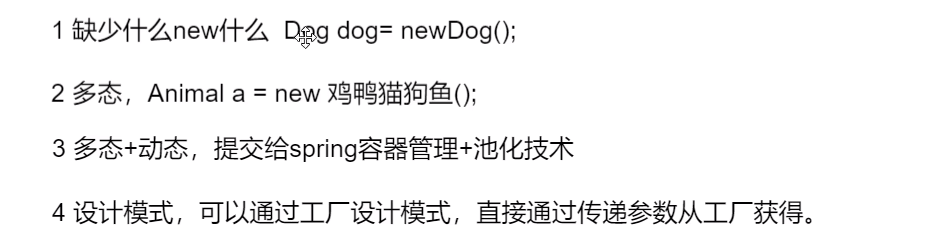 1 缺少什么new什么  Dog dog= newDog();
2 多态，Animal a = new 鸡鸭猫狗鱼();
3 多态+动态，提交给spring容器管理+池化技术
4 设计模式，可以通过工厂设计模式，直接通过传递参数从工厂获得。